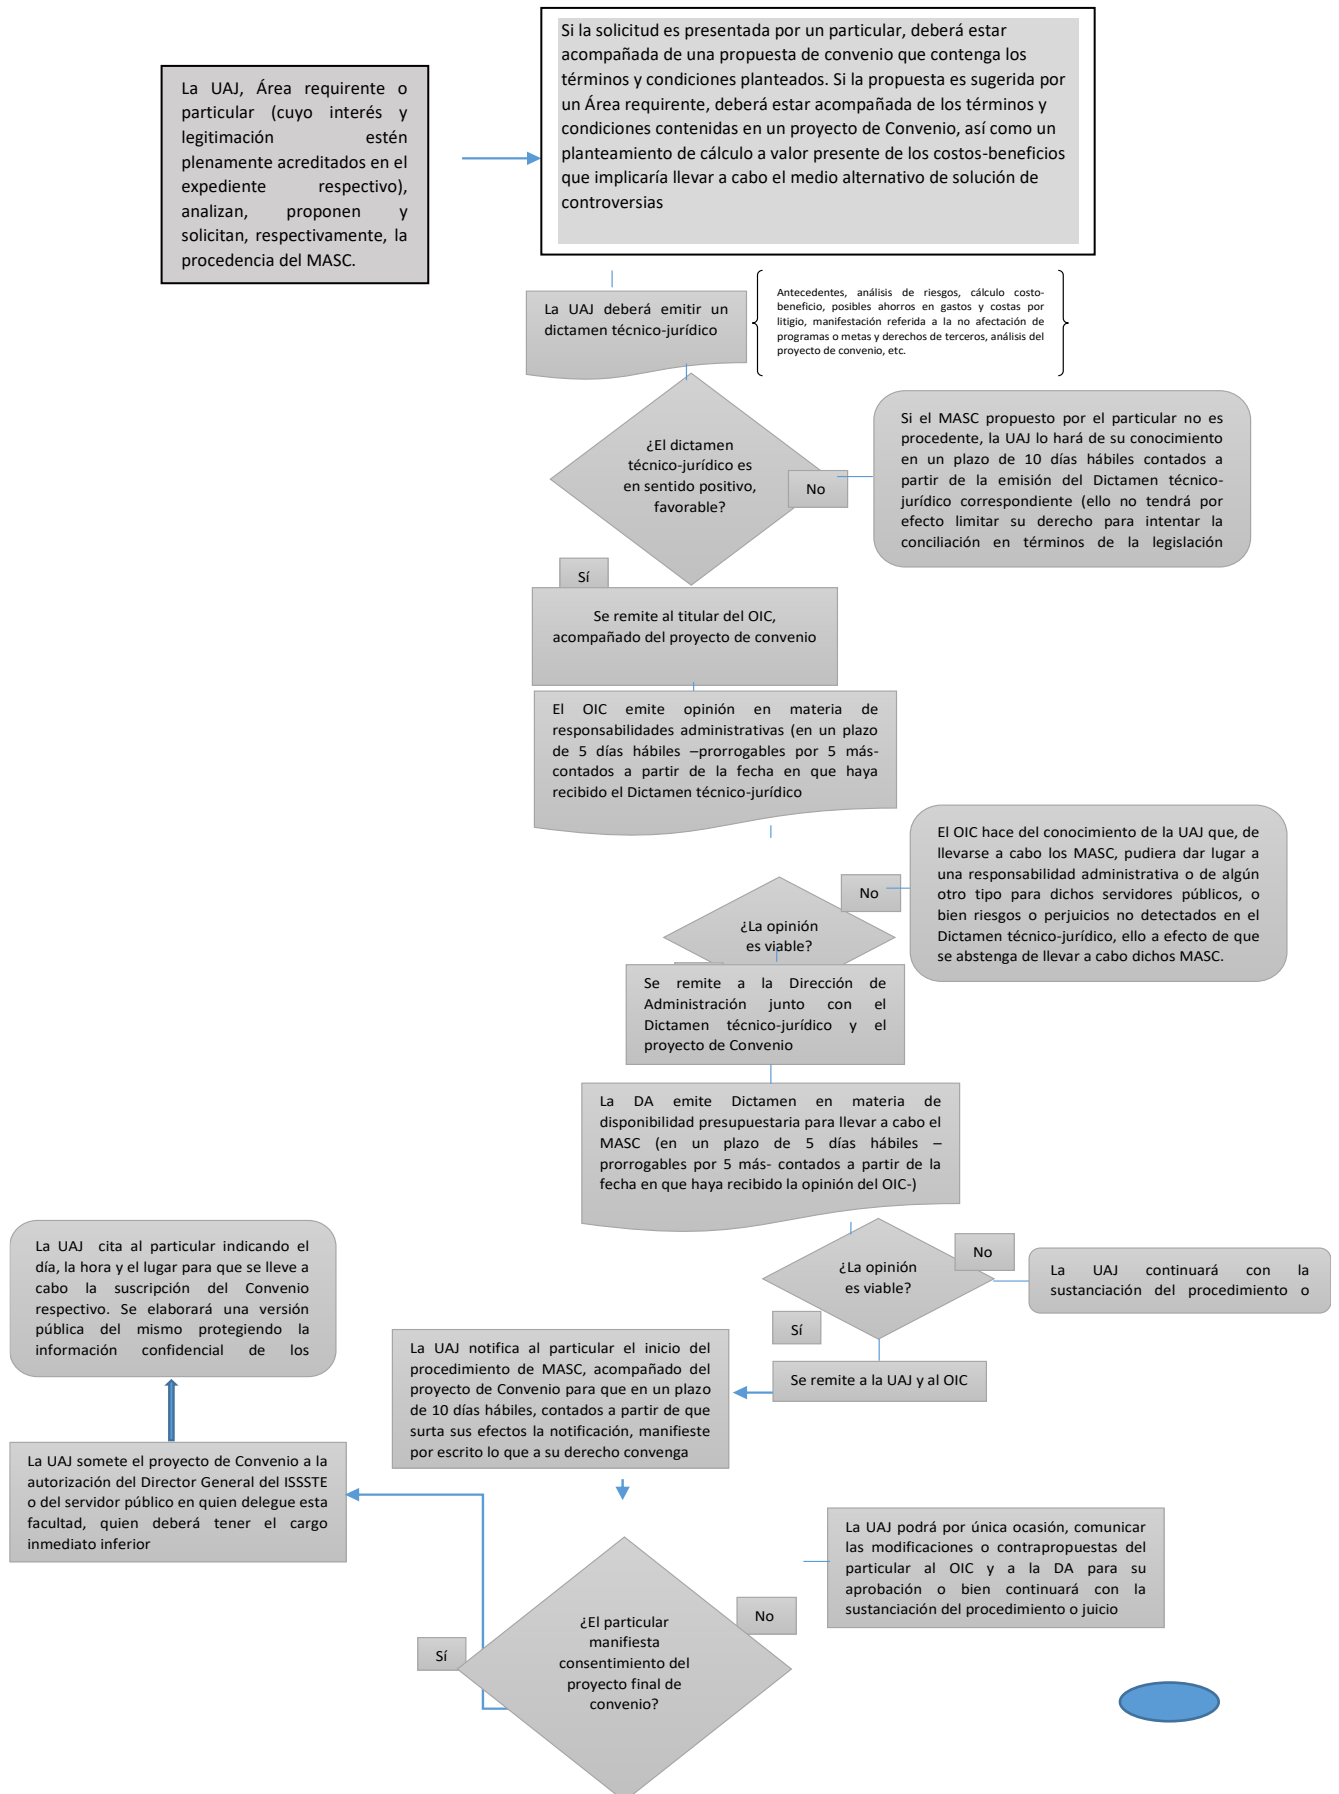 La UAJ, Área requirente o
particular (cuyo interés y
legitimación estén
plenamente acreditados en el
expediente respectivo),
analizan, proponen y
solicitan, respectivamente, la
procedencia del MASC.
Si la solicitud es presentada por un particular, deberá estar
acompañada de una propuesta de convenio que contenga los
términos y condiciones planteados. Si la propuesta es sugerida por
un Área requirente, deberá estar acompañada de los términos y
condiciones contenidas en un proyecto de Convenio, así como un
planteamiento de cálculo a valor presente de los costos-beneficios
que implicaría llevar a cabo el medio alternativo de solución de
controversias
La UAJ deberá emitir un
dictamen técnico-jurídico
Antecedentes, análisis de riesgos, cálculo costo-
beneficio, posibles ahorros en gastos y costas por
litigio, manifestación referida a la no afectación de
programas o metas y derechos de terceros, análisis del
proyecto de convenio, etc.
¿El dictamen
técnico-jurídico es
en sentido positivo,
favorable?
No
Si el MASC propuesto por el particular no es
procedente, la UAJ lo hará de su conocimiento
en un plazo de 10 días hábiles contados a
partir de la emisión del Dictamen técnico-
jurídico correspondiente (ello no tendrá por
efecto limitar su derecho para intentar la
conciliación en términos de la legislación
Sí
Se remite al titular del OIC,
acompañado del proyecto de convenio
El OIC emite opinión en materia de
responsabilidades administrativas (en un plazo
de 5 días hábiles –prorrogables por 5 más-
contados a partir de la fecha en que haya
recibido el Dictamen técnico-jurídico
¿La opinión
es viable?
No
El OIC hace del conocimiento de la UAJ que, de
llevarse a cabo los MASC, pudiera dar lugar a
una responsabilidad administrativa o de algún
otro tipo para dichos servidores públicos, o
bien riesgos o perjuicios no detectados en el
Dictamen técnico-jurídico, ello a efecto de que
se abstenga de llevar a cabo dichos MASC.
Se remite a la Dirección de
Administración junto con el
Dictamen técnico-jurídico y el
proyecto de Convenio
La DA emite Dictamen en materia de
disponibilidad presupuestaria para llevar a cabo el
MASC (en un plazo de 5 días hábiles –
prorrogables por 5 más- contados a partir de la
fecha en que haya recibido la opinión del OIC-)
¿La opinión
es viable?
No
La UAJ continuará con la
sustanciación del procedimiento o
Sí
Se remite a la UAJ y al OIC
La UAJ notifica al particular el inicio del
procedimiento de MASC, acompañado del
proyecto de Convenio para que en un plazo
de 10 días hábiles, contados a partir de que
surta sus efectos la notificación, manifieste
por escrito lo que a su derecho convenga
¿El particular
manifiesta
consentimiento del
proyecto final de
convenio?
No
La UAJ podrá por única ocasión, comunicar
las modificaciones o contrapropuestas del
particular al OIC y a la DA para su
aprobación o bien continuará con la
sustanciación del procedimiento o juicio
Sí
La UAJ somete el proyecto de Convenio a la
autorización del Director General del ISSSTE
o del servidor público en quien delegue esta
facultad, quien deberá tener el cargo
inmediato inferior
La UAJ cita al particular indicando el
día, la hora y el lugar para que se lleve a
cabo la suscripción del Convenio
respectivo. Se elaborará una versión
pública del mismo protegiendo la
información confidencial de los